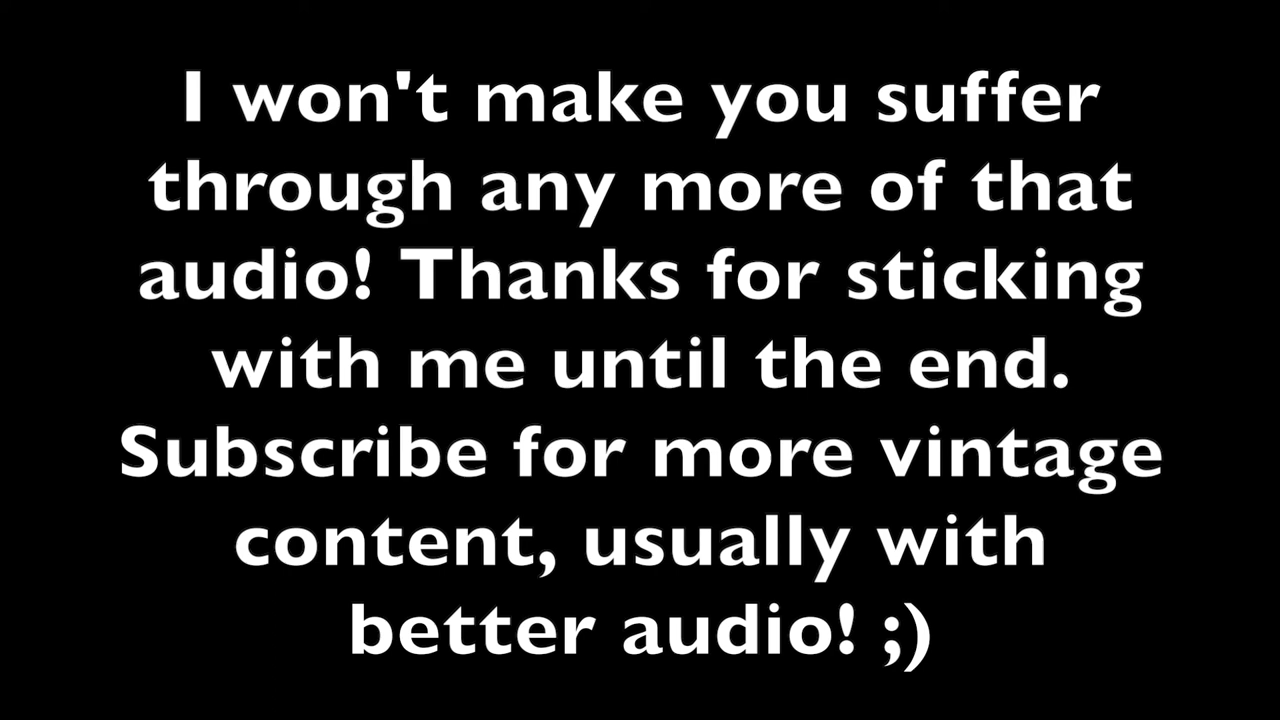 I won't make you suffer
through any more of that
audio! Thanks for sticking
with me until the end.
Subscribe for more vintage
content, usually with
better audio! ;)